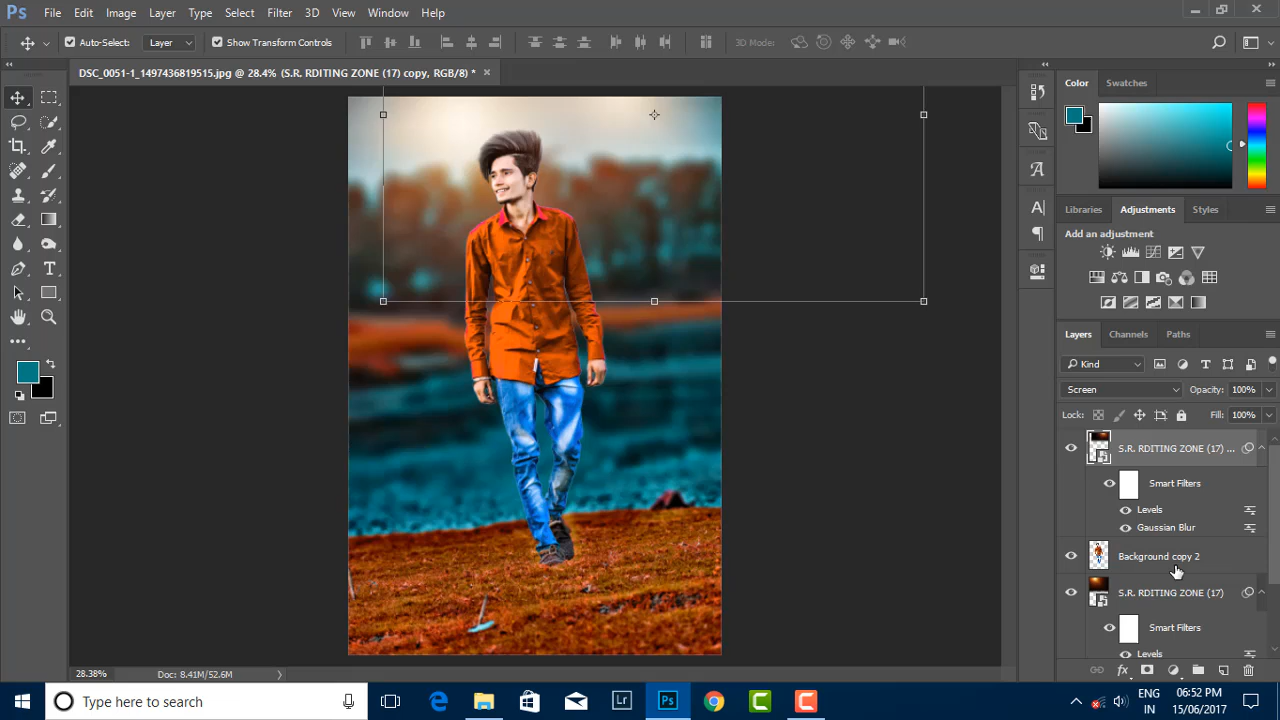 Ps File Edit Image Layer Type Select Filter 3D View Window Help
Auto-Select: Layer Show Transform Controls 3D Mode:
DSC_0051-1_1497436819515.jpg @ 28.4% (S.R. RDITING ZONE (17) copy, RGB/8) * ×
Color Swatches
Libraries Adjustments Styles
Add an adjustment
Layers Channels Paths
Kind
Screen Opacity: 100%
Lock: Fill: 100%
S.R. RDITING ZONE (17) ...
Smart Filters
Levels
Gaussian Blur
Background copy 2
S.R. RDITING ZONE (17)
Smart Filters
Levels
28.38% Doc: 8.41M/52.6M
Type here to search
Lr Ps
ENG
IN
06:52 PM
15/06/2017